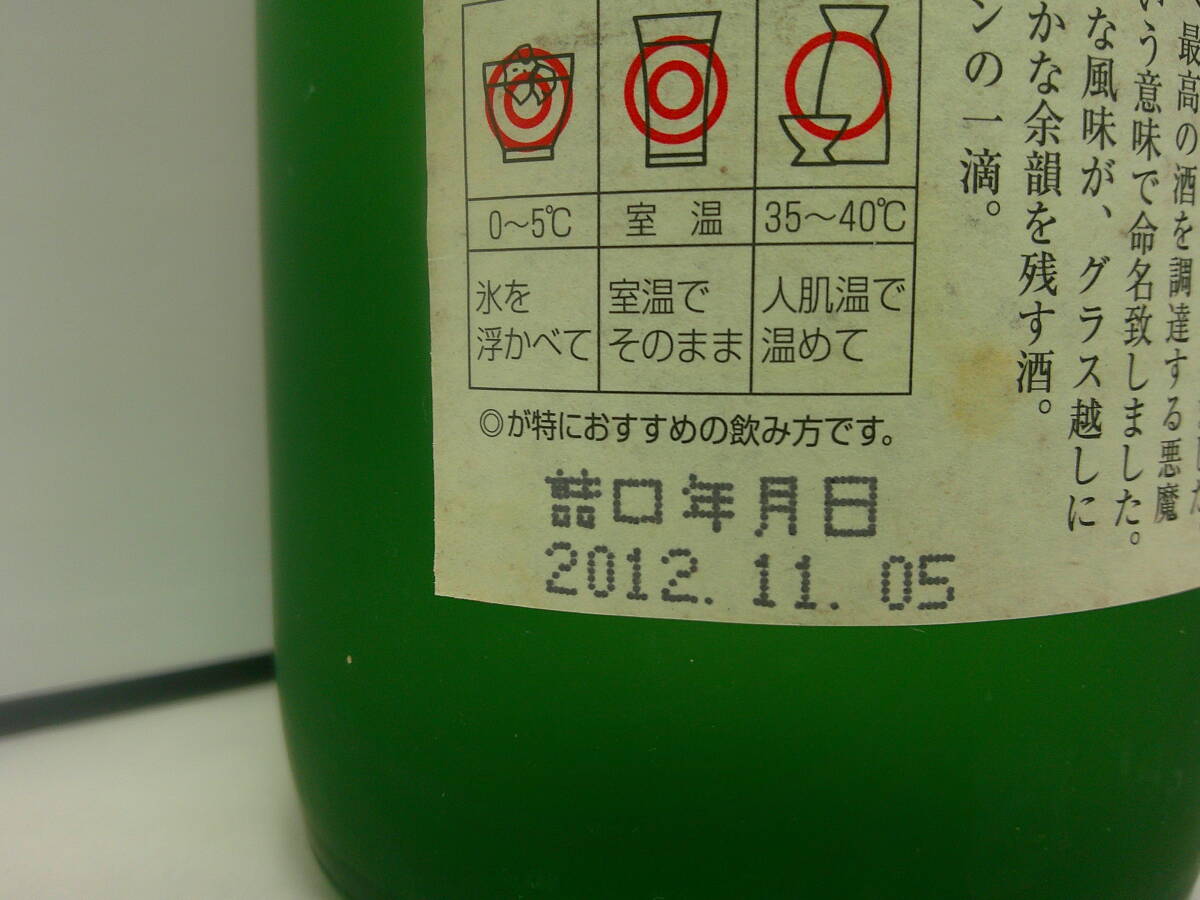 最高の酒を調達する悪魔
いう意味で命名致しました。
な風味が、グラス越しに
かな余韻を残す酒。
ンの一滴。
0～5℃
室温
35～40℃
氷を
浮かべて
室温で
そのまま
人肌温で
温めて
◎が特におすすめの飲み方です。
詰口年月日
2012.11.05